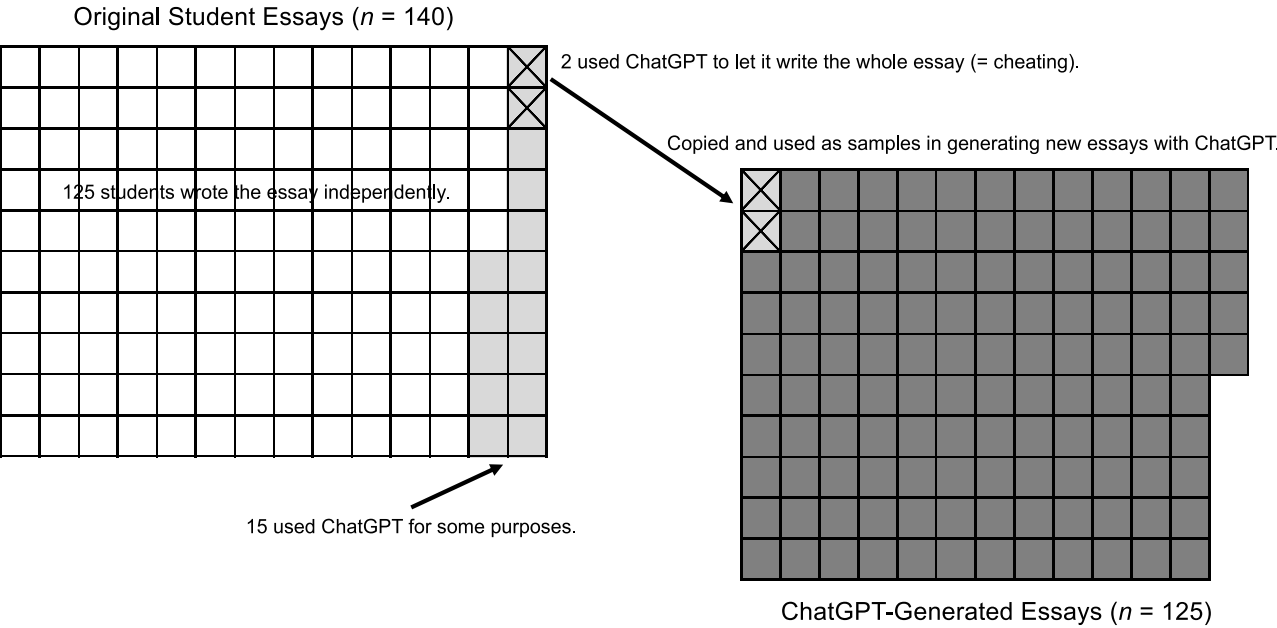 Original Student Essays (n = 140)
2 used ChatGPT to let it write the whole essay (= cheating).
Copied and used as samples in generating new essays with ChatGPT.
125 students wrote the essay independently.
15 used ChatGPT for some purposes.
ChatGPT-Generated Essays (n = 125)